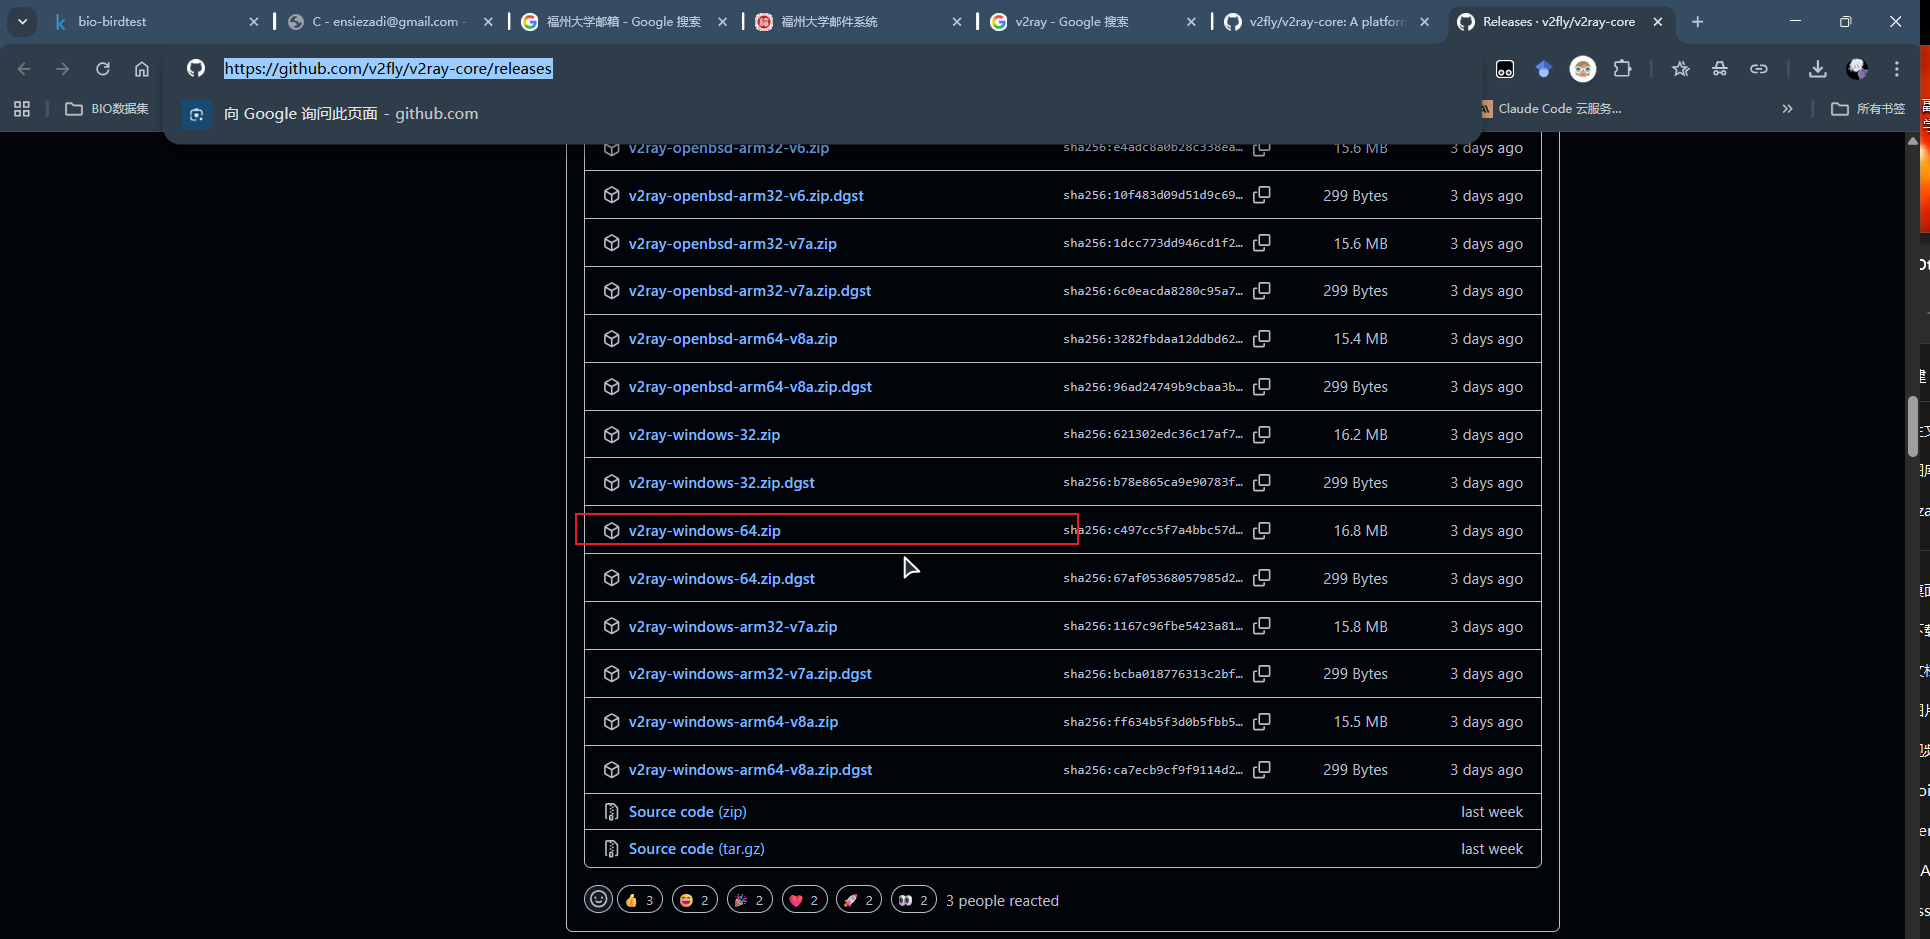 bio-birdtest
C - ensiezadi@gmail.com -
福州大学邮箱 - Google 搜索
福州大学邮件系统
v2ray - Google 搜索
v2fly/v2ray-core: A platform
Releases · v2fly/v2ray-core
https://github.com/v2fly/v2ray-core/releases
向 Google 询问此页面 - github.com
BIO数据集
Claude Code 云服务...
所有书签
v2ray-openbsd-arm32-v6.zip sha256:e4adc8a0b28c338ea… 15.6 MB 3 days ago
v2ray-openbsd-arm32-v6.zip.dgst sha256:10f483d09d51d9c69… 299 Bytes 3 days ago
v2ray-openbsd-arm32-v7a.zip sha256:1dcc773dd946cd1f2… 15.6 MB 3 days ago
v2ray-openbsd-arm32-v7a.zip.dgst sha256:6c0eacda8280c95a7… 299 Bytes 3 days ago
v2ray-openbsd-arm64-v8a.zip sha256:3282fbdaa12ddbd62… 15.4 MB 3 days ago
v2ray-openbsd-arm64-v8a.zip.dgst sha256:96ad24749b9cbaa3b… 299 Bytes 3 days ago
v2ray-windows-32.zip sha256:621302edc36c17af7… 16.2 MB 3 days ago
v2ray-windows-32.zip.dgst sha256:b78e865ca9e90783f… 299 Bytes 3 days ago
v2ray-windows-64.zip sha256:c497cc5f7a4bbc57d… 16.8 MB 3 days ago
v2ray-windows-64.zip.dgst sha256:67af05368057985d2… 299 Bytes 3 days ago
v2ray-windows-arm32-v7a.zip sha256:1167c96fbe5423a81… 15.8 MB 3 days ago
v2ray-windows-arm32-v7a.zip.dgst sha256:bcba018776313c2bf… 299 Bytes 3 days ago
v2ray-windows-arm64-v8a.zip sha256:ff634b5f3d0b5fbb5… 15.5 MB 3 days ago
v2ray-windows-arm64-v8a.zip.dgst sha256:ca7ecb9cf9f9114d2… 299 Bytes 3 days ago
Source code (zip) last week
Source code (tar.gz) last week
3 2 2 2 2 2 3 people reacted